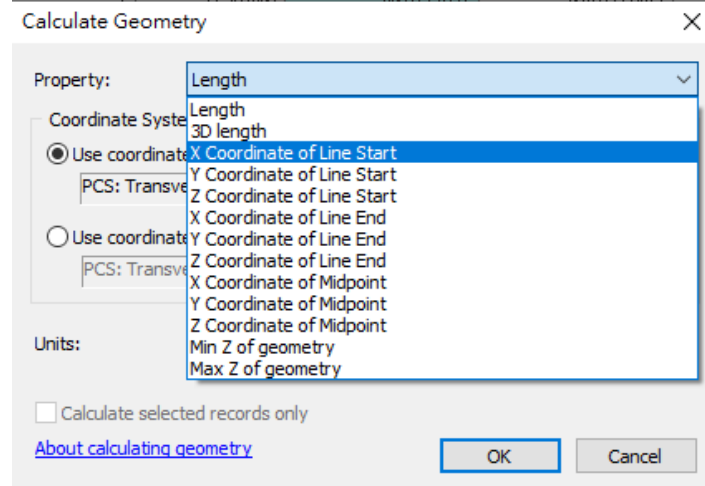 Calculate Geometry
Property:
Length
Length
3D length
X Coordinate of Line Start
Y Coordinate of Line Start
Z Coordinate of Line Start
X Coordinate of Line End
Y Coordinate of Line End
Z Coordinate of Line End
X Coordinate of Midpoint
Y Coordinate of Midpoint
Z Coordinate of Midpoint
Min Z of geometry
Max Z of geometry
Coordinate Syste
Use coordinate
PCS: Transve
Use coordinate
PCS: Transve
Units:
Calculate selected records only
About calculating geometry
OK
Cancel